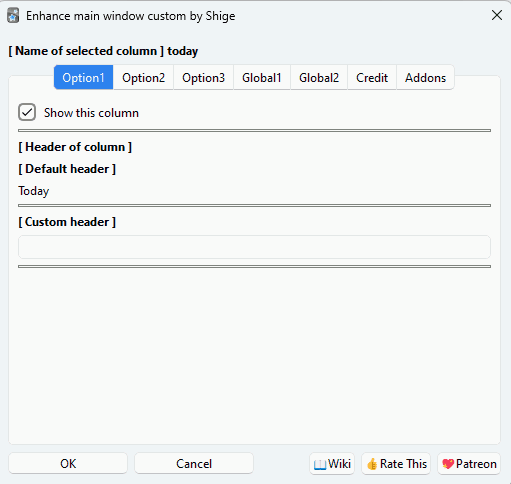 Enhance main window custom by Shige
[ Name of selected column ] today
Option1 Option2 Option3 Global1 Global2 Credit Addons
Show this column
[ Header of column ]
[ Default header ]
Today
[ Custom header ]
OK Cancel Wiki Rate This Patreon